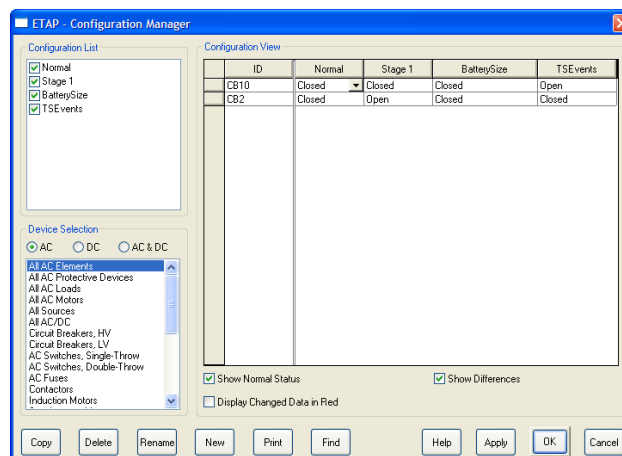 ETAP - Configuration Manager
Configuration List
Normal
Stage 1
BatterySize
TSEvents
Device Selection
AC DC AC & DC
All AC Elements
All AC Protective Devices
All AC Loads
All AC Motors
All Sources
All AC/DC
Circuit Breakers, HV
Circuit Breakers, LV
AC Switches, Single-Throw
AC Switches, Double-Throw
AC Fuses
Contactors
Induction Motors
Configuration View
ID Normal Stage 1 BatterySize TSEvents
CB10 Closed Closed Closed Open
CB2 Closed Open Closed Closed
Show Normal Status Show Differences
Display Changed Data in Red
Copy Delete Rename New Print Find Help Apply OK Cancel